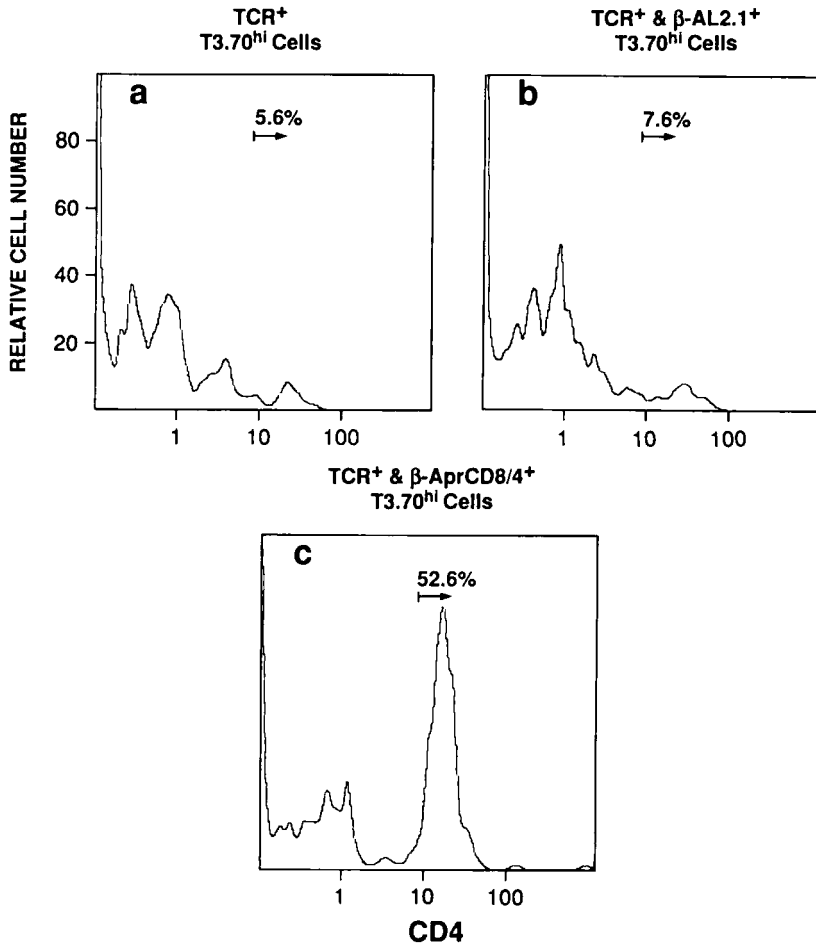 TCR⁺
T3.70ʰⁱ Cells
TCR⁺ & β-AL2.1⁺
T3.70ʰⁱ Cells
RELATIVE CELL NUMBER
a
5.6%
80
60
40
20
1 10 100
b
7.6%
1 10 100
TCR⁺ & β-AprCD8/4⁺
T3.70ʰⁱ Cells
c
52.6%
1 10 100
CD4